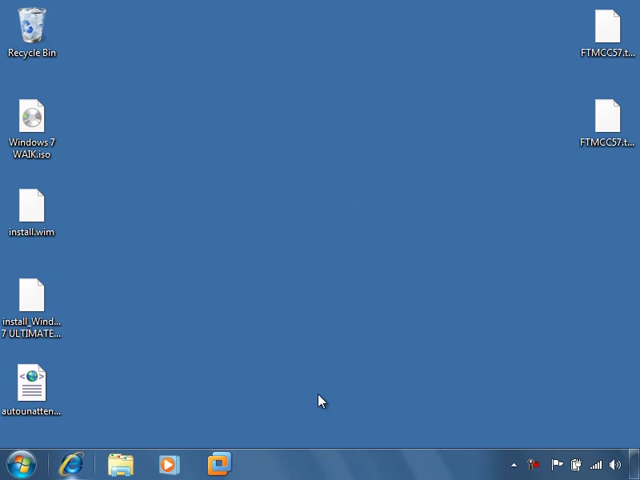 Recycle Bin
FTMCC57.t...
Windows 7
WAIK.iso
FTMCC57.t...
install.wim
install_Wind...
7 ULTIMATE...
autounatten...